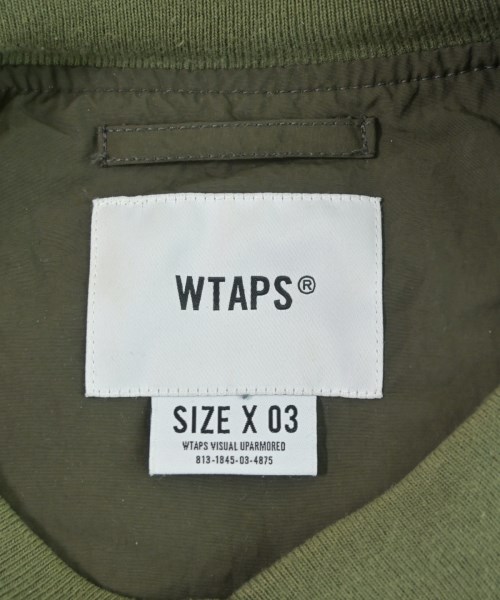 WTAPS®
SIZE X 03
WTAPS VISUAL UPARMORED
813-1845-03-4875